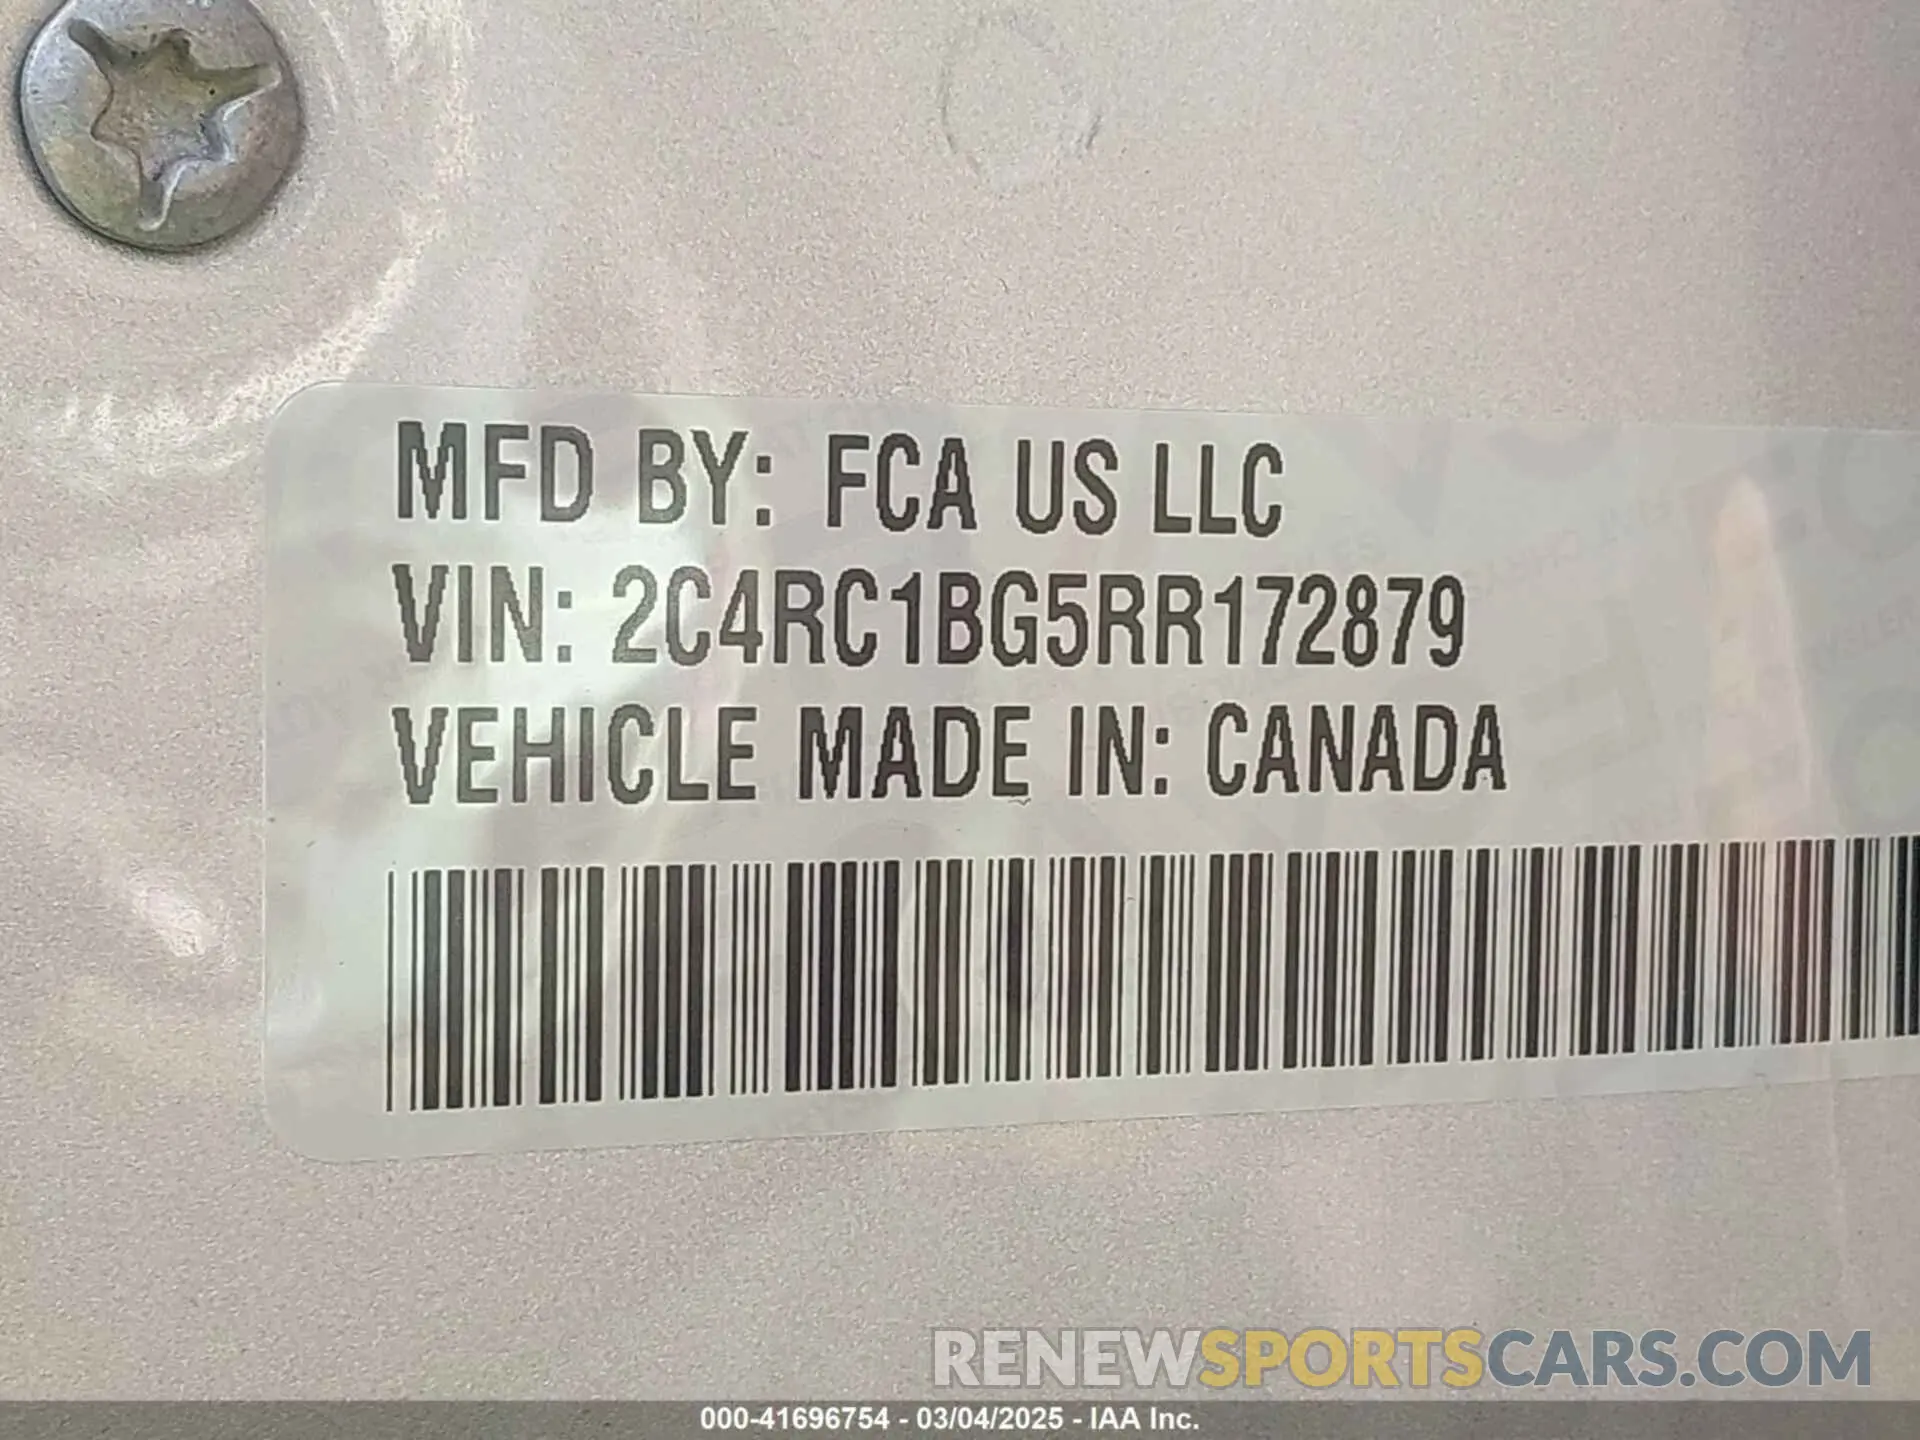 MFD BY: FCA US LLC
VIN: 2C4RC1BG5RR172879
VEHICLE MADE IN: CANADA
RENEWSPORTSCARS.COM
000-41696754 - 03/04/2025 - IAA Inc.